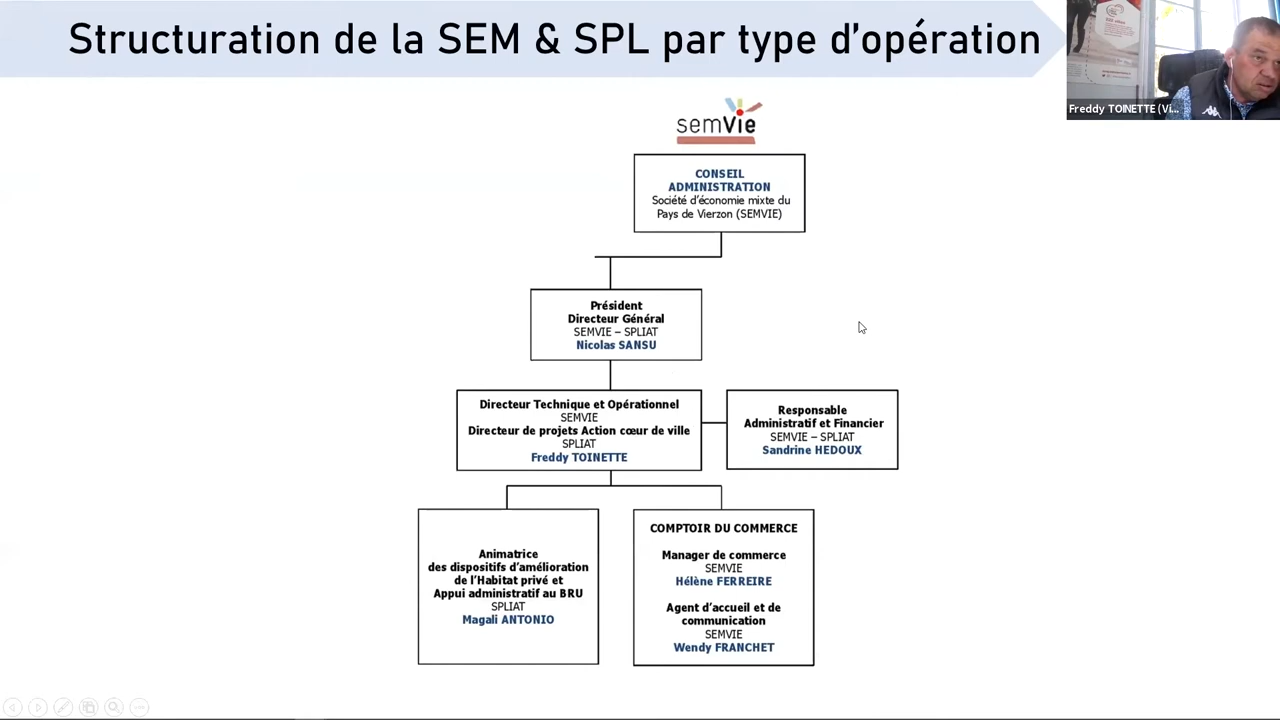 Structuration de la SEM & SPL par type d’opération
Freddy TOINETTE (Vi...
semVie
CONSEIL
ADMINISTRATION
Société d’économie mixte du
Pays de Vierzon (SEMVIE)
Président
Directeur Général
SEMVIE – SPLIAT
Nicolas SANSU
Directeur Technique et Opérationnel
SEMVIE
Directeur de projets Action cœur de ville
SPLIAT
Freddy TOINETTE
Responsable
Administratif et Financier
SEMVIE – SPLIAT
Sandrine HEDOUX
Animatrice
des dispositifs d’amélioration
de l’Habitat privé et
Appui administratif au BRU
SPLIAT
Magali ANTONIO
COMPTOIR DU COMMERCE
Manager de commerce
SEMVIE
Hélène FERREIRE
Agent d’accueil et de
communication
SEMVIE
Wendy FRANCHET